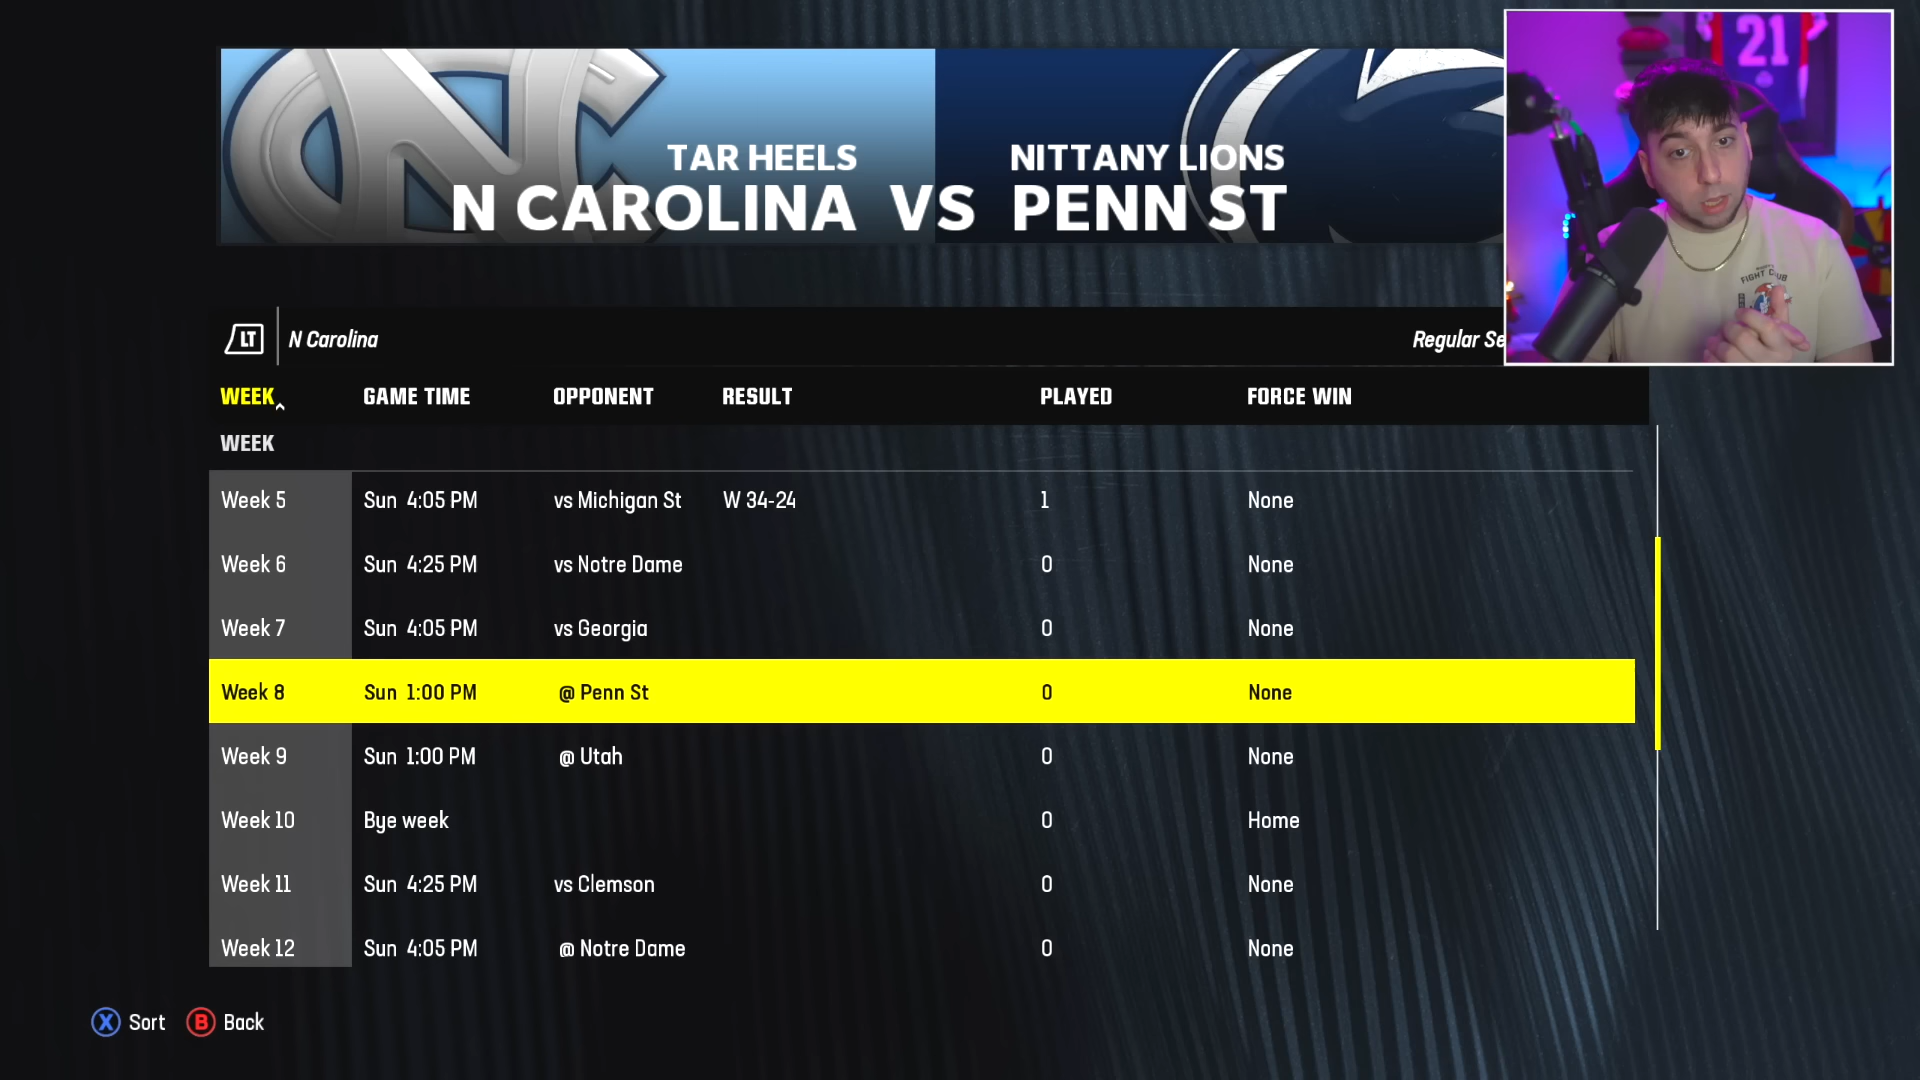 21
TAR HEELS
N CAROLINA VS
NITTANY LIONS
PENN ST
FIGHT CLUB
LT N Carolina Regular Se
WEEK GAME TIME OPPONENT RESULT PLAYED FORCE WIN
WEEK
Week 5 Sun 4:05 PM vs Michigan St W 34-24 1 None
Week 6 Sun 4:25 PM vs Notre Dame 0 None
Week 7 Sun 4:05 PM vs Georgia 0 None
Week 8 Sun 1:00 PM @ Penn St 0 None
Week 9 Sun 1:00 PM @ Utah 0 None
Week 10 Bye week 0 Home
Week 11 Sun 4:25 PM vs Clemson 0 None
Week 12 Sun 4:05 PM @ Notre Dame 0 None
X Sort B Back